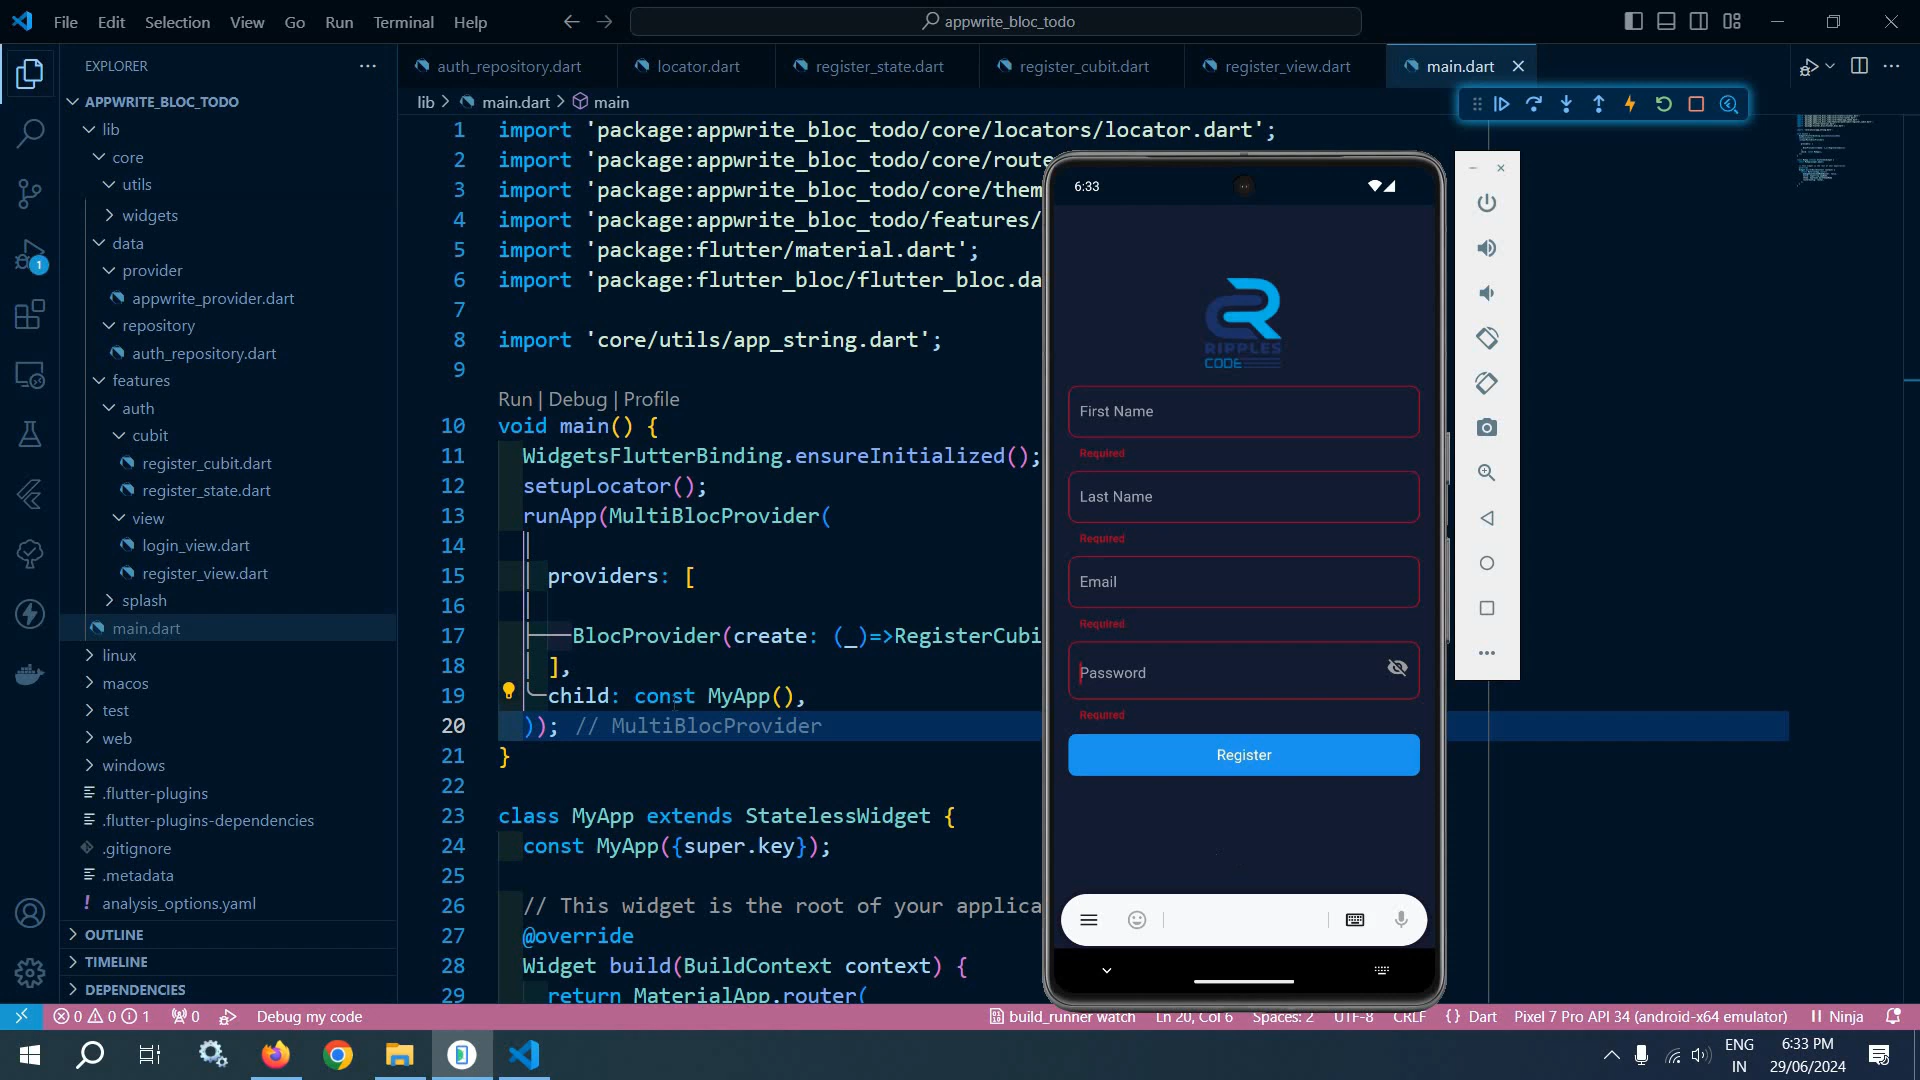 File Edit Selection View Go Run Terminal Help
appwrite_bloc_todo
EXPLORER
APPWRITE_BLOC_TODO
lib
core
utils
widgets
data
provider
appwrite_provider.dart
repository
auth_repository.dart
features
auth
cubit
register_cubit.dart
register_state.dart
view
login_view.dart
register_view.dart
splash
main.dart
linux
macos
test
web
windows
.flutter-plugins
.flutter-plugins-dependencies
.gitignore
.metadata
! analysis_options.yaml
OUTLINE
TIMELINE
DEPENDENCIES
1
auth_repository.dart locator.dart register_state.dart register_cubit.dart register_view.dart main.dart
lib > main.dart > main
1 import 'package:appwrite_bloc_todo/core/locators/locator.dart';
2 import 'package:appwrite_bloc_todo/core/route
3 import 'package:appwrite_bloc_todo/core/them
4 import 'package:appwrite_bloc_todo/features/
5 import 'package:flutter/material.dart';
6 import 'package:flutter_bloc/flutter_bloc.da
7
8 import 'core/utils/app_string.dart';
9
Run | Debug | Profile
10 void main() {
11 WidgetsFlutterBinding.ensureInitialized();
12 setupLocator();
13 runApp(MultiBlocProvider(
14
15 providers: [
16
17 BlocProvider(create: (_)=>RegisterCubi
18 ],
19 child: const MyApp(),
20 )); // MultiBlocProvider
21 }
22
23 class MyApp extends StatelessWidget {
24 const MyApp({super.key});
25
26 // This widget is the root of your applica
27 @override
28 Widget build(BuildContext context) {
29 return MaterialApp.router(
6:33
RIPPLES
CODE
First Name
Required
Last Name
Required
Email
Required
Password
Required
Register
0 0 1 0 Debug my code build_runner watch Ln 20, Col 6 Spaces: 2 UTF-8 CRLF {} Dart Pixel 7 Pro API 34 (android-x64 emulator) Ninja
ENG
IN
6:33 PM
29/06/2024